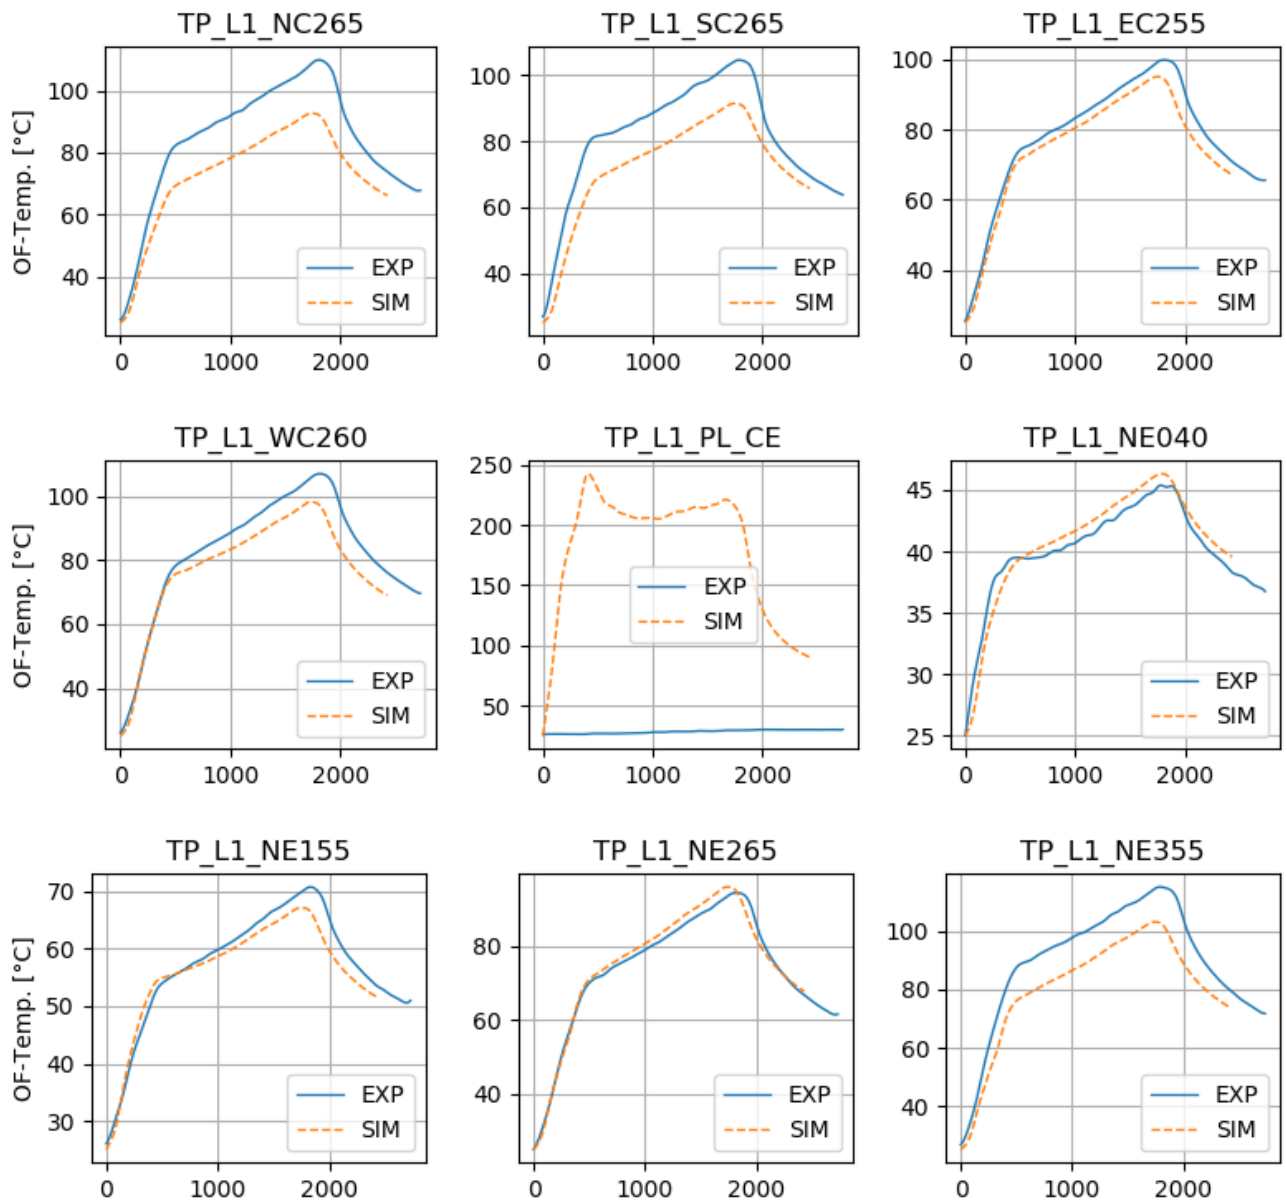 TP_L1_NC265
TP_L1_SC265
TP_L1_EC255
OF-Temp. [°C]
100
80
60
40
EXP
SIM
0
1000
2000
100
80
60
40
EXP
SIM
0
1000
2000
100
80
60
40
EXP
SIM
0
1000
2000
TP_L1_WC260
TP_L1_PL_CE
TP_L1_NE040
OF-Temp. [°C]
100
80
60
40
EXP
SIM
0
1000
2000
250
200
150
100
50
EXP
SIM
0
1000
2000
45
40
35
30
25
EXP
SIM
0
1000
2000
TP_L1_NE155
TP_L1_NE265
TP_L1_NE355
OF-Temp. [°C]
70
60
50
40
30
EXP
SIM
0
1000
2000
80
60
40
EXP
SIM
0
1000
2000
100
80
60
40
EXP
SIM
0
1000
2000